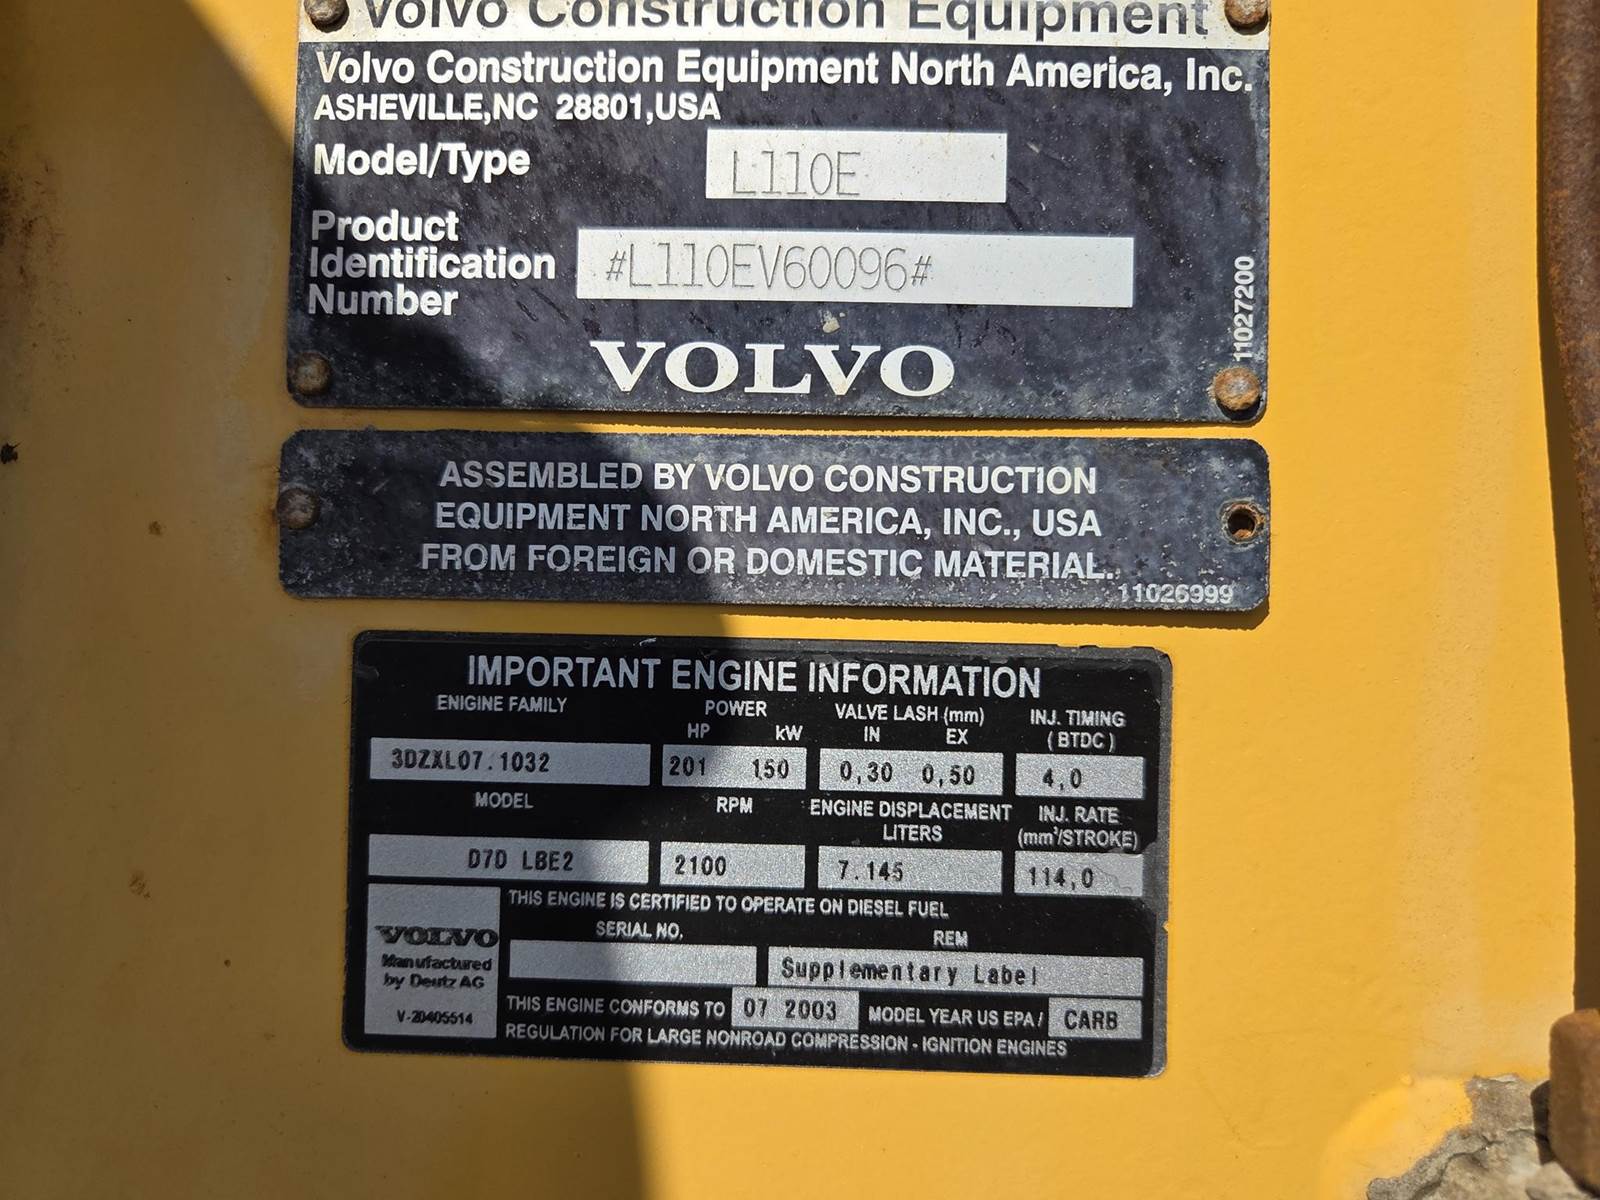 Volvo Construction Equipment
Volvo Construction Equipment North America, Inc.
ASHEVILLE,NC 28801,USA
Model/Type
L110E
Product
Identification
Number
#L110EV60096#
11027200
VOLVO
ASSEMBLED BY VOLVO CONSTRUCTION
EQUIPMENT NORTH AMERICA, INC., USA
FROM FOREIGN OR DOMESTIC MATERIAL.
11026999
IMPORTANT ENGINE INFORMATION
ENIGINE FAMILY
POWER
VALVE LASH (mm)
INJ. TIMING
HP kW
IN EX
(BTDC)
3DZXL07.1032
201 150
0,30 0,50
4,0
MODEL
RPM
ENGINE DISPLACEMENT
LITERS
INJ. RATE
(mm³/STROKE)
D7D LBE2
2100
7.145
114,0
THIS ENGINE IS CERTIFIED TO OPERATE ON DIESEL FUEL
SERIAL NO.
REM
Supplementary Label
VOLVO
Manufactured
by Deutz AG
V-20405514
THIS ENGINE CONFORMS TO 07 2003 MODEL YEAR US EPA/ CARB
REGULATION FOR LARGE NONROAD COMPRESSION - IGNITION ENGINES